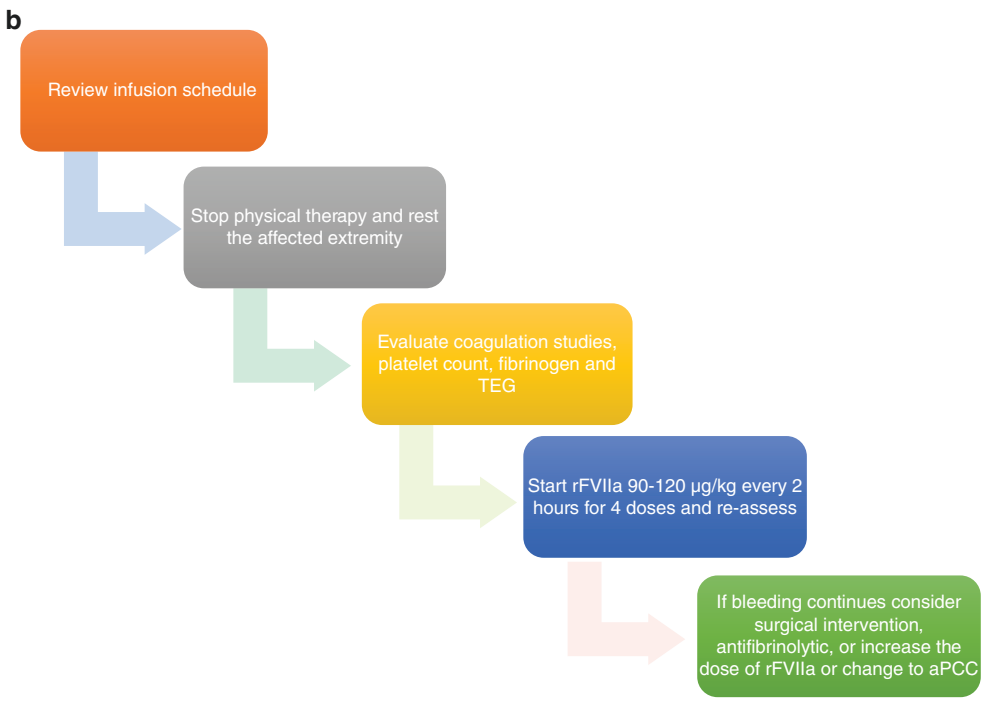 b
Review infusion schedule
Stop physical therapy and rest
the affected extremity
Evaluate coagulation studies,
platelet count, fibrinogen and
TEG
Start rFVIIa 90-120 µg/kg every 2
hours for 4 doses and re-assess
If bleeding continues consider
surgical intervention,
antifibrinolytic, or increase the
dose of rFVIIa or change to aPCC